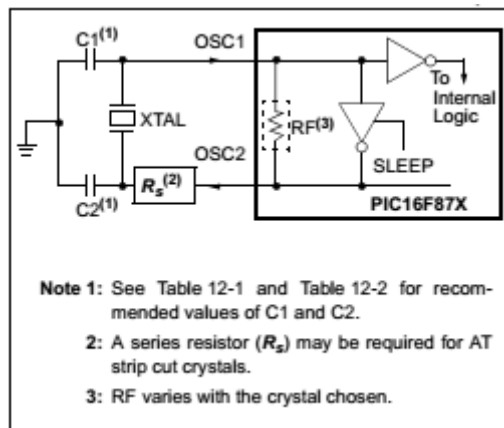 C1(1)
OSC1
To
Internal
Logic
XTAL
RF(3)
OSC2
SLEEP
Rs(2)
C2(1)
PIC16F87X
Note 1: See Table 12-1 and Table 12-2 for recom-
mended values of C1 and C2.
2: A series resistor (Rs) may be required for AT
strip cut crystals.
3: RF varies with the crystal chosen.